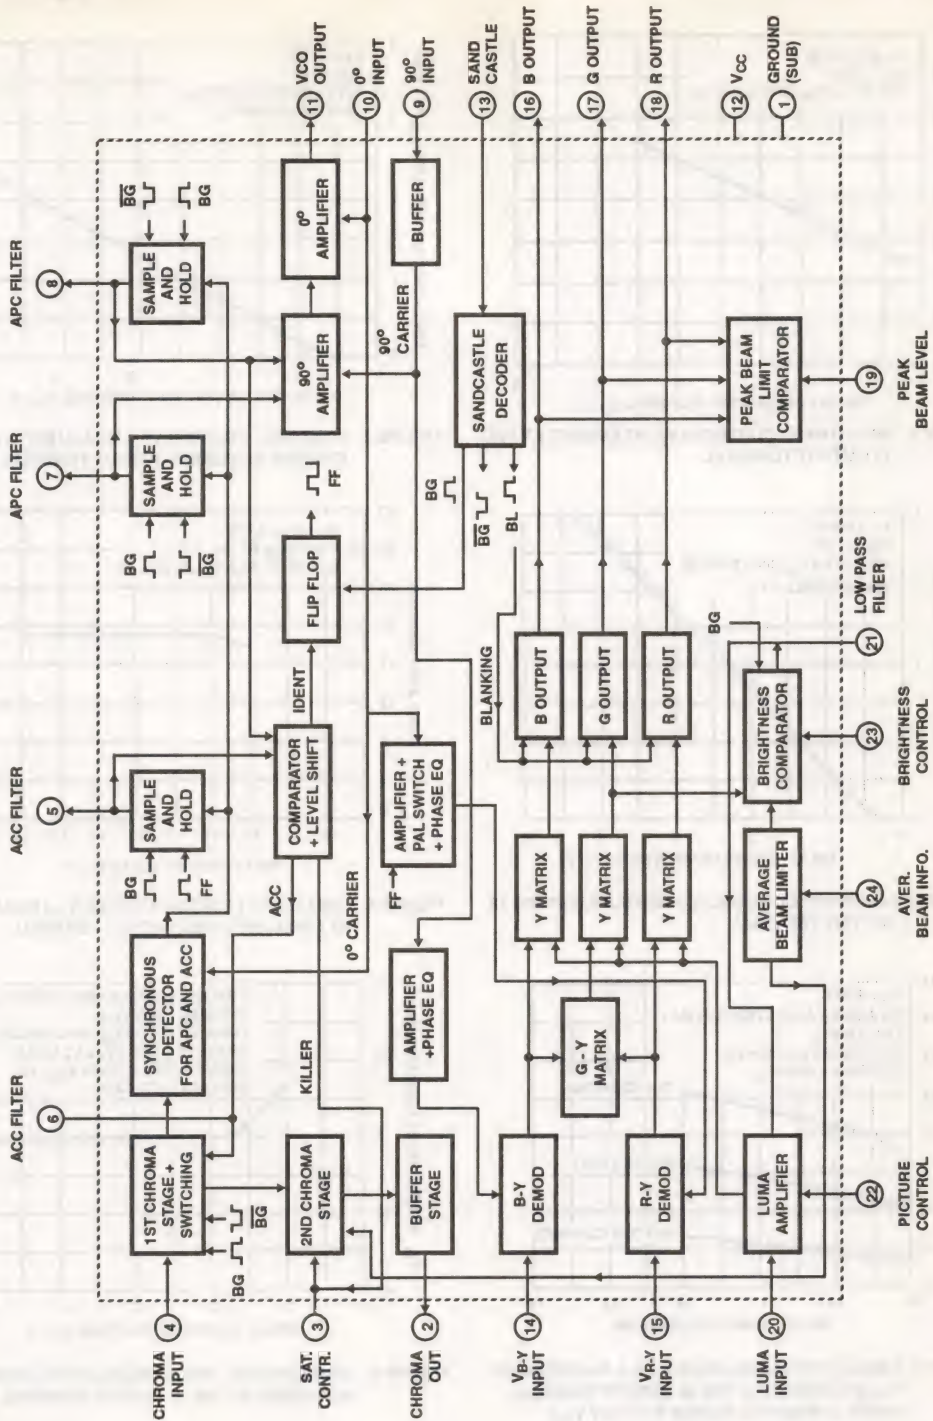 ACC FILTER
ACC FILTER
APC FILTER
APC FILTER
6
5
7
8
CHROMA
INPUT
4
1ST CHROMA
STAGE +
SWITCHING
BG
BG
SYNCHRONOUS
DETECTOR
FOR APC AND ACC
BG
FF
SAMPLE
AND
HOLD
BG
BG
SAMPLE
AND
HOLD
SAMPLE
AND
HOLD
BG
BG
SAT.
CONTR.
3
2ND CHROMA
STAGE
KILLER
ACC
COMPARATOR
+ LEVEL SHIFT
IDENT
FLIP FLOP
FF
90° AMPLIFIER
0°
AMPLIFIER
11
VCO
OUTPUT
0° CARRIER
10
0° INPUT
CHROMA
OUT
2
BUFFER
STAGE
AMPLIFIER
+PHASE EQ
FF
AMPLIFIER +
PAL SWITCH
+ PHASE EQ
90°
CARRIER
BUFFER
9
90°
INPUT
BG
BG
BL
SANDCASTLE
DECODER
13
SAND
CASTLE
BLANKING
VB-Y
INPUT
14
B-Y
DEMOD
G - Y
MATRIX
Y MATRIX
B OUTPUT
16
B OUTPUT
Y MATRIX
G OUTPUT
17
G OUTPUT
VR-Y
INPUT
15
R-Y
DEMOD
Y MATRIX
R OUTPUT
18
R OUTPUT
LUMA
INPUT
20
LUMA
AMPLIFIER
AVERAGE
BEAM LIMITER
BRIGHTNESS
COMPARATOR
BG
PEAK BEAM
LIMIT
COMPARATOR
12
VCC
1
GROUND
(SUB)
22
24
23
21
19
PICTURE
CONTROL
AVER.
BEAM INFO.
BRIGHTNESS
CONTROL
LOW PASS
FILTER
PEAK
BEAM LEVEL